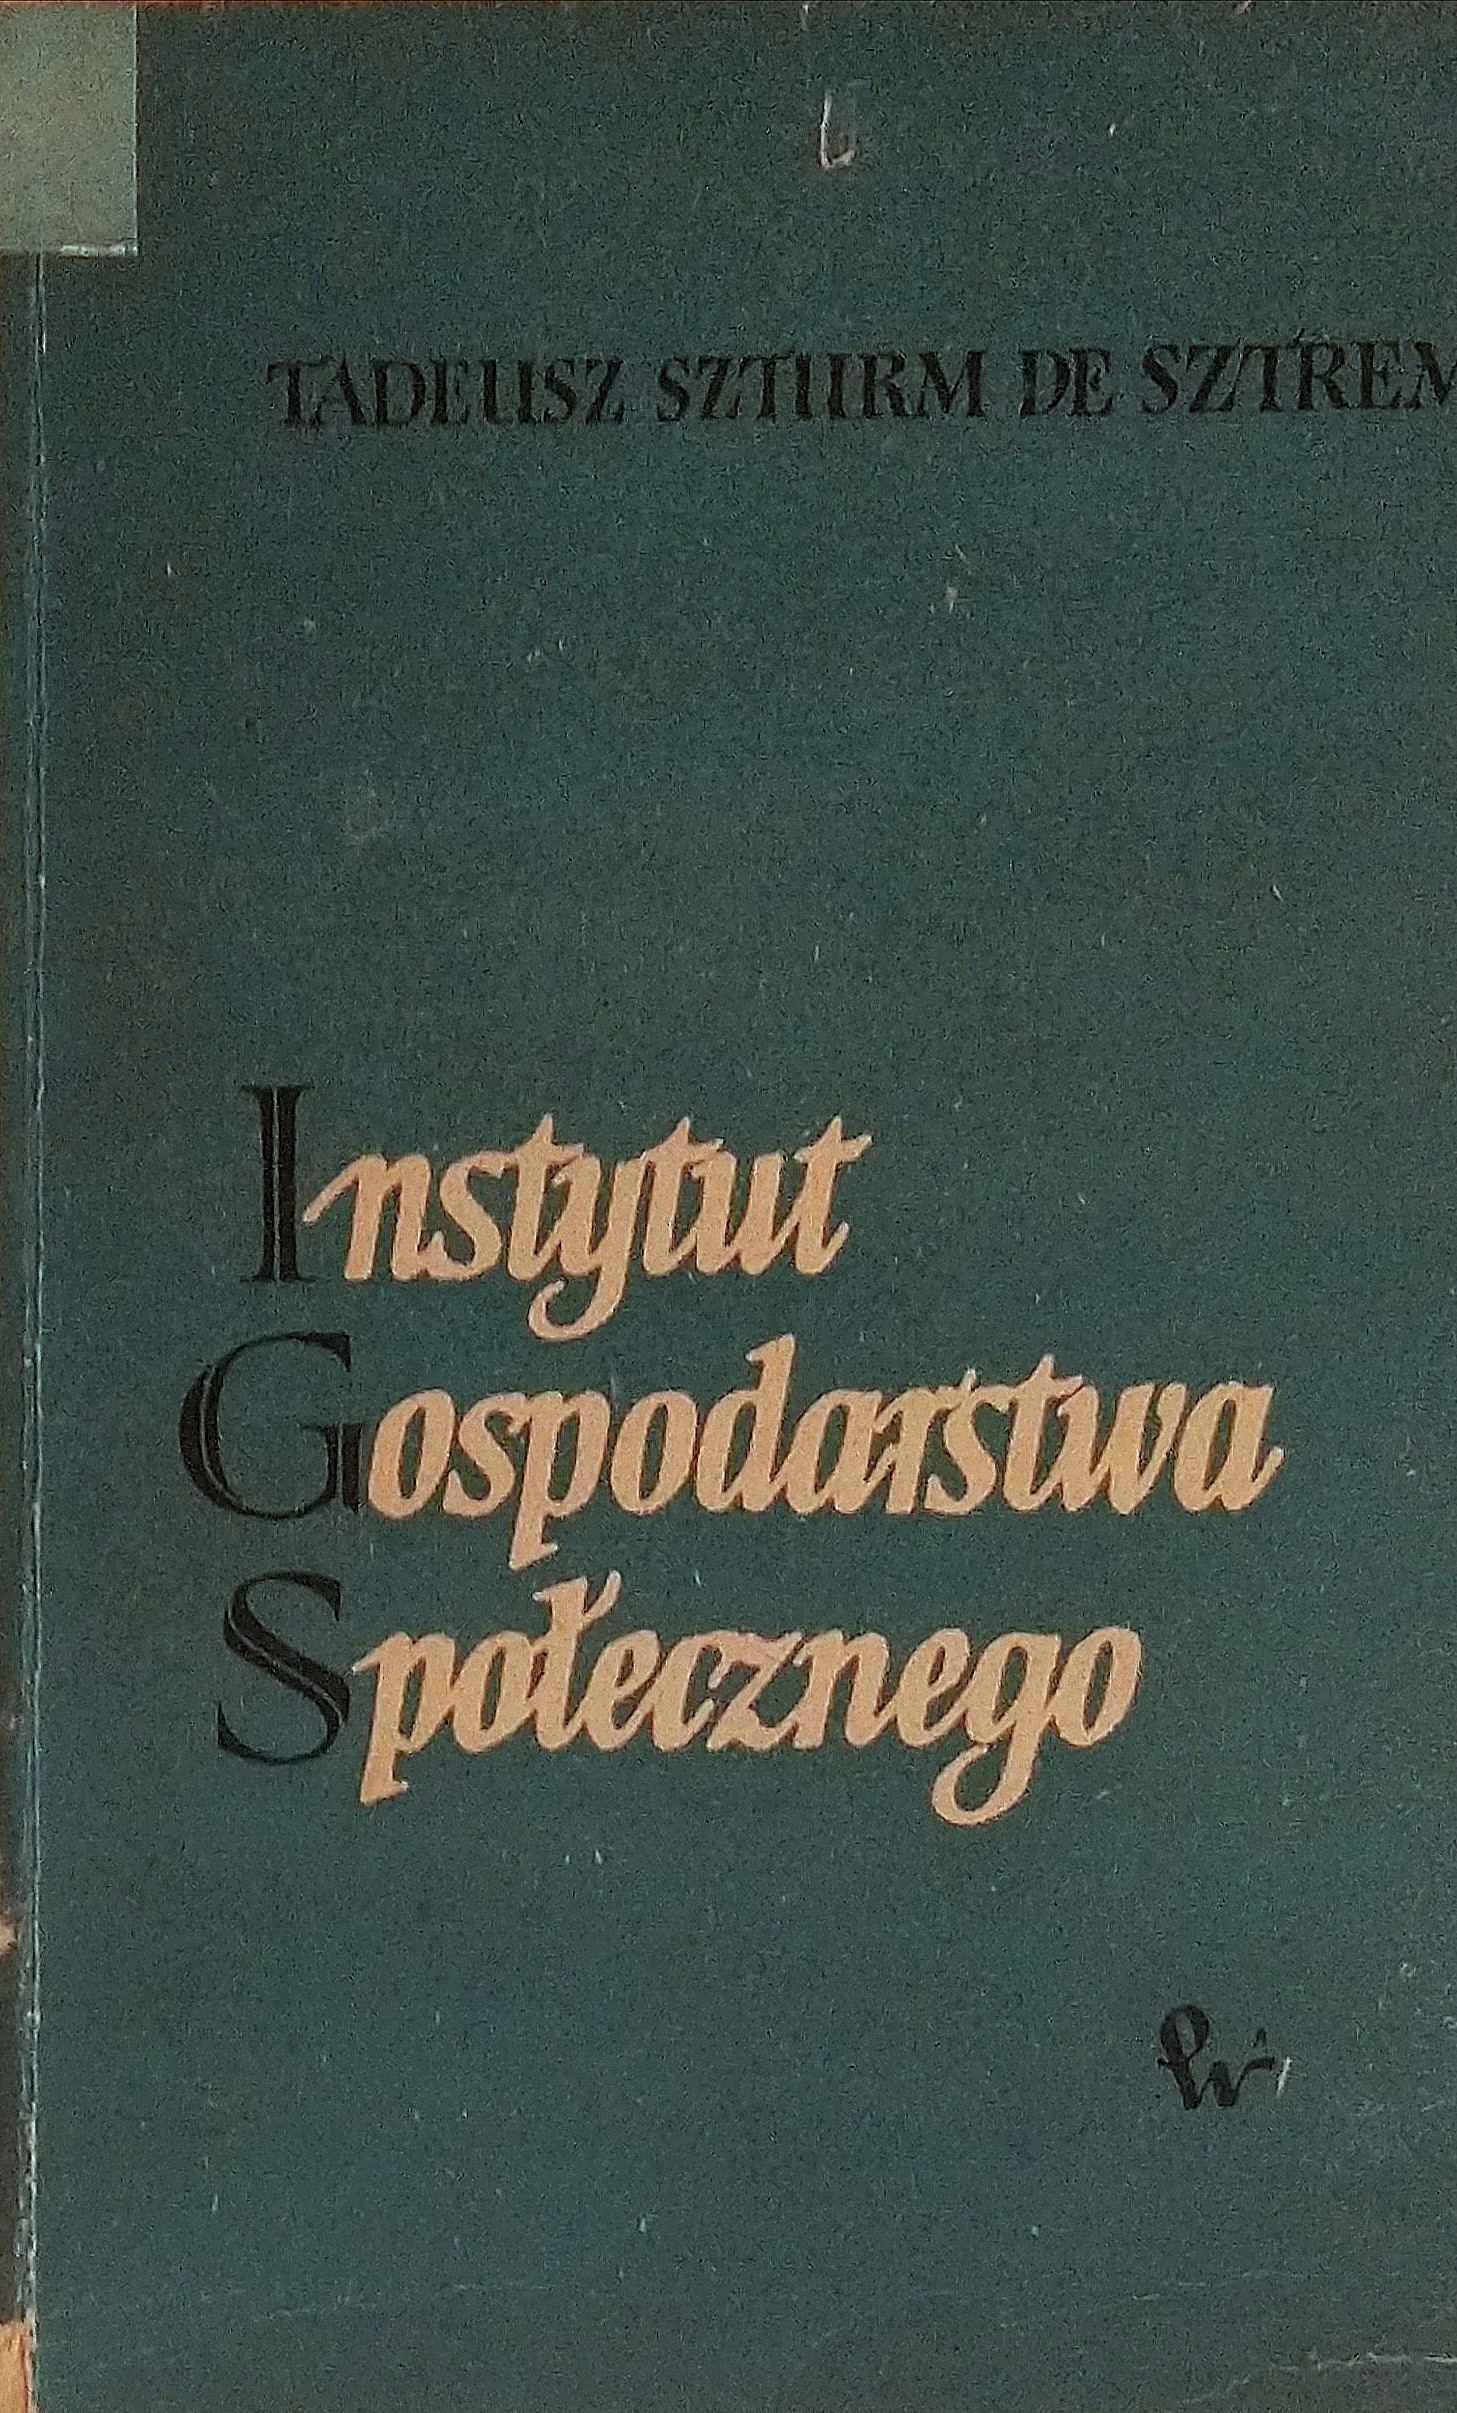 TADEUSZ SZTURM DE SZTREM
Instytut
Gospodarstwa
Społecznego